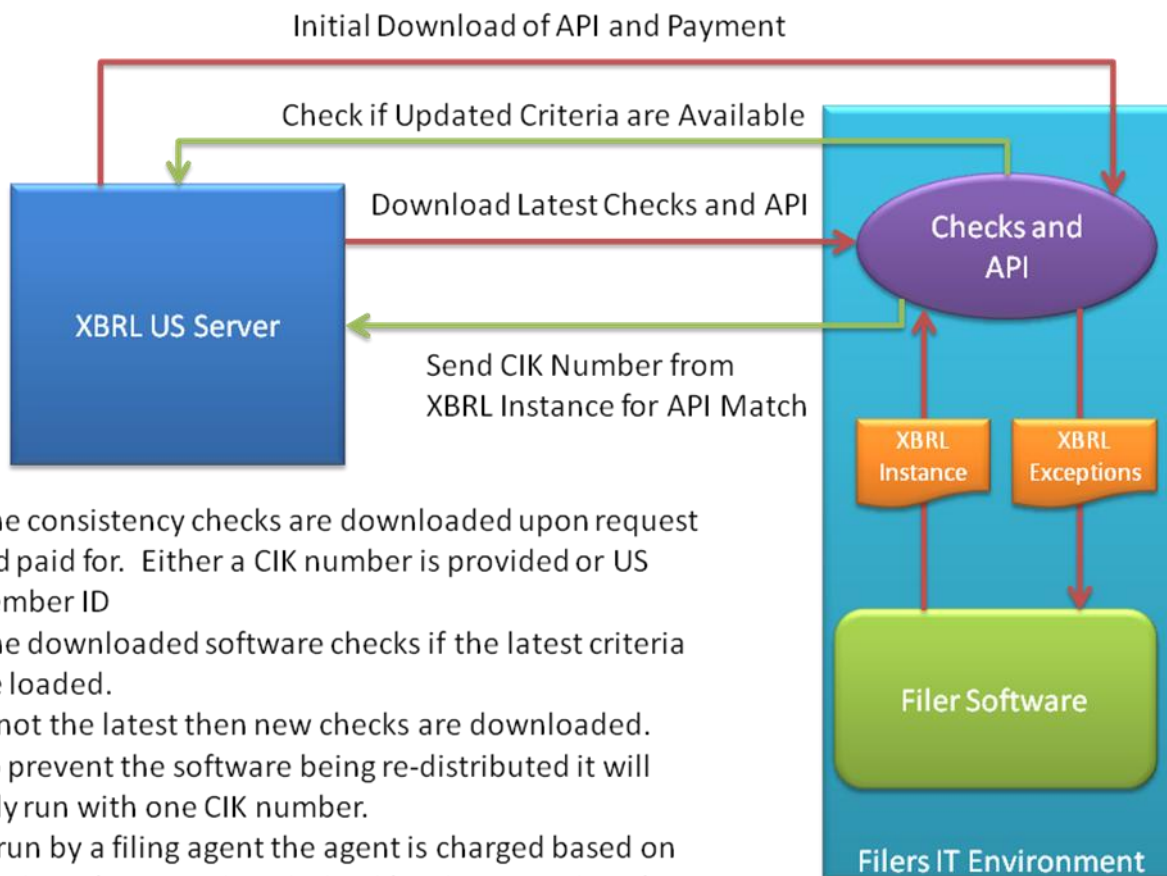 Initial Download of API and Payment
Check if Updated Criteria are Available
Download Latest Checks and API
Checks and
API
XBRL US Server
Send CIK Number from
XBRL Instance for API Match
XBRL
Instance
XBRL
Exceptions
Filer Software
Filers IT Environment
he consistency checks are downloaded upon request
d paid for. Either a CIK number is provided or US
ember ID
he downloaded software checks if the latest criteria
e loaded.
not the latest then new checks are downloaded.
prevent the software being re-distributed it will
ly run with one CIK number.
run by a filing agent the agent is charged based on